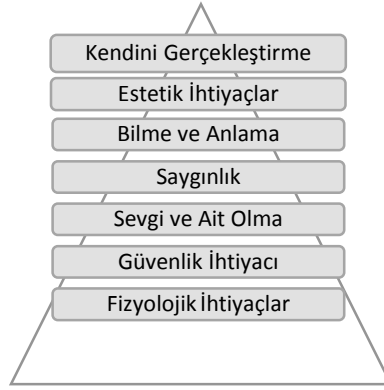 Kendini Gerçekleştirme
Estetik İhtiyaçlar
Bilme ve Anlama
Saygınlık
Sevgi ve Ait Olma
Güvenlik İhtiyacı
Fizyolojik İhtiyaçlar